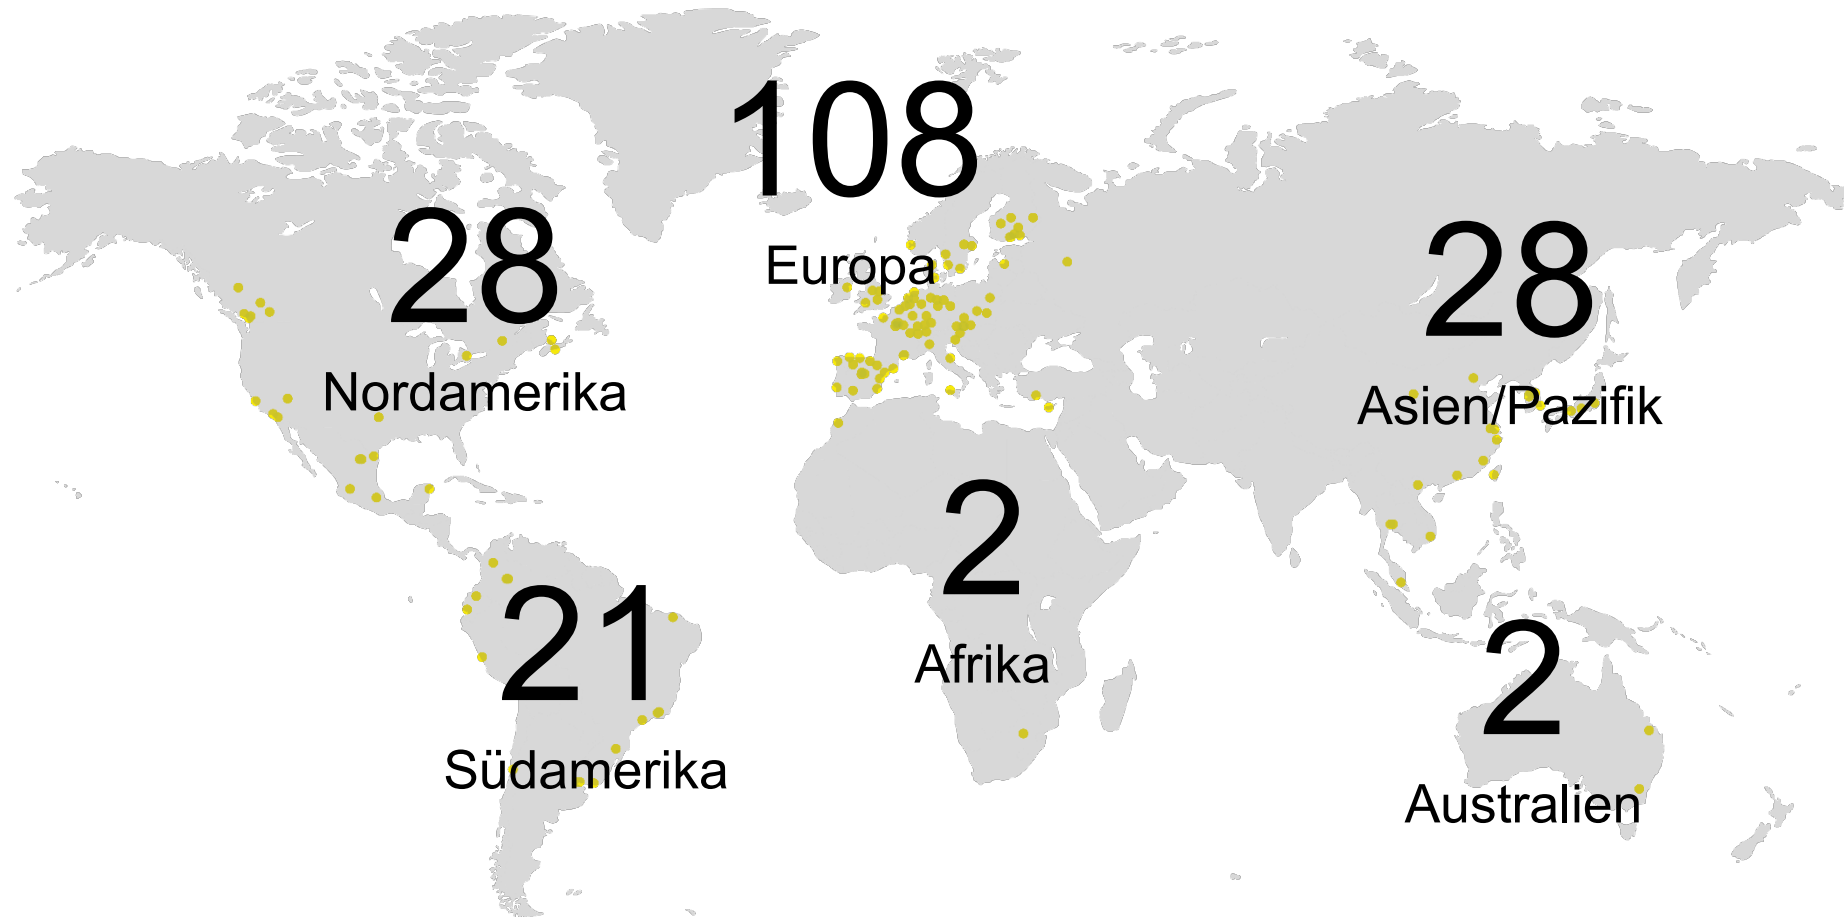 108
Europa
28
Nordamerika
28
Asien/Pazifik
2
Afrika
21
Südamerika
2
Australien